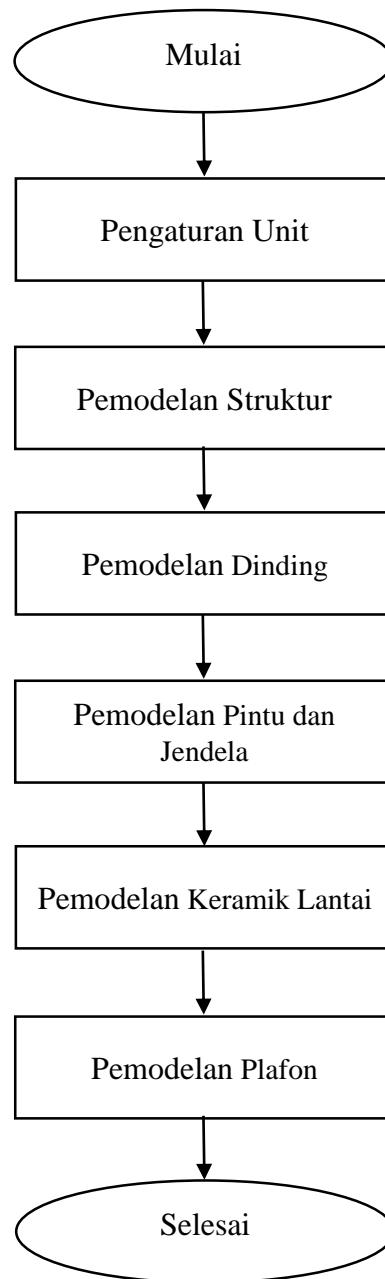 Mulai
Pengaturan Unit
Pemodelan Struktur
Pemodelan Dinding
Pemodelan Pintu dan
Jendela
Pemodelan Keramik Lantai
Pemodelan Plafon
Selesai